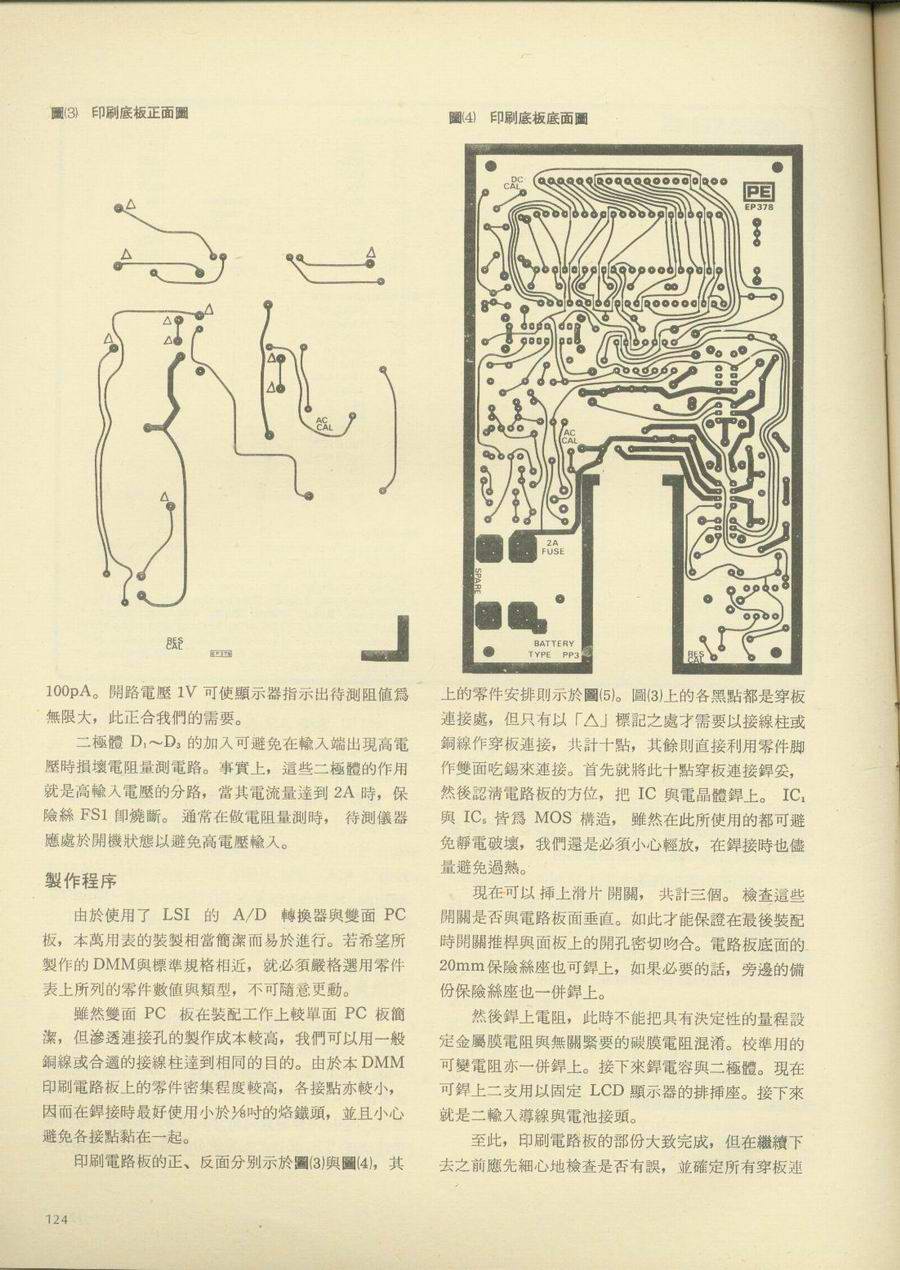 圖(3) 印刷底板正面圖
AC
CAL
RES
CAL
EP378
圖(4) 印刷底板底面圖
DC
CAL
PE
EP378
AC
CAL
2A
FUSE
SPARE
BATTERY
TYPE PP3
RES
CAL
100pA。開路電壓 1V 可使顯示器指示出待測阻值爲
無限大，此正合我們的需要。
二極體 D₁～D₃ 的加入可避免在輸入端出現高電
壓時損壞電阻量測電路。事實上，這些二極體的作用
就是高輸入電壓的分路，當其電流量達到 2A 時，保
險絲 FS1 卽燒斷。 通常在做電阻量測時， 待測儀器
應處於開機狀態以避免高電壓輸入。
製作程序
由於使用了 LSI 的 A/D 轉換器與雙面 PC
板，本萬用表的裝製相當簡潔而易於進行。若希望所
製作的 DMM與標準規格相近，就必須嚴格選用零件
表上所列的零件數值與類型，不可隨意更動。
雖然雙面 PC 板在裝配工作上較單面 PC 板簡
潔，但滲透連接孔的製作成本較高，我們可以用一般
銅線或合適的接線柱達到相同的目的。由於本 DMM
印刷電路板上的零件密集程度較高，各接點亦較小，
因而在銲接時最好使用小於⅟₁₆吋的烙鐵頭，並且小心
避免各接點黏在一起。
印刷電路板的正、反面分別示於圖(3)與圖(4)，其
上的零件安排則示於圖(5)。圖(3)上的各黑點都是穿板
連接處，但只有以「△」標記之處才需要以接線柱或
銅線作穿板連接，共計十點，其餘則直接利用零件脚
作雙面吃錫來連接。首先就將此十點穿板連接銲妥，
然後認淸電路板的方位，把 IC 與電晶體銲上。 IC₁
與 IC 皆爲 MOS 構造， 雖然在此所使用的都可避
免靜電破壞，我們還是必須小心輕放，在銲接時也儘
量避免過熱。
現在可以 揷上滑片 開關， 共計三個。 檢查這些
開關是否與電路板面垂直。如此才能保證在最後裝配
時開關推桿與面板上的開孔密切吻合。電路板底面的
20mm保險絲座也可銲上，如果必要的話，旁邊的備
份保險絲座也一併銲上。
然後銲上電阻，此時不能把具有決定性的量程設
定金屬膜電阻與無關緊要的碳膜電阻混淆。校準用的
可變電阻亦一併銲上。接下來銲電容與二極體。現在
可銲上二支用以固定 LCD 顯示器的排揷座。接下來
就是二輸入導線與電池接頭。
至此，印刷電路板的部份大致完成，但在繼續下
去之前應先細心地檢查是否有誤，並確定所有穿板連
124